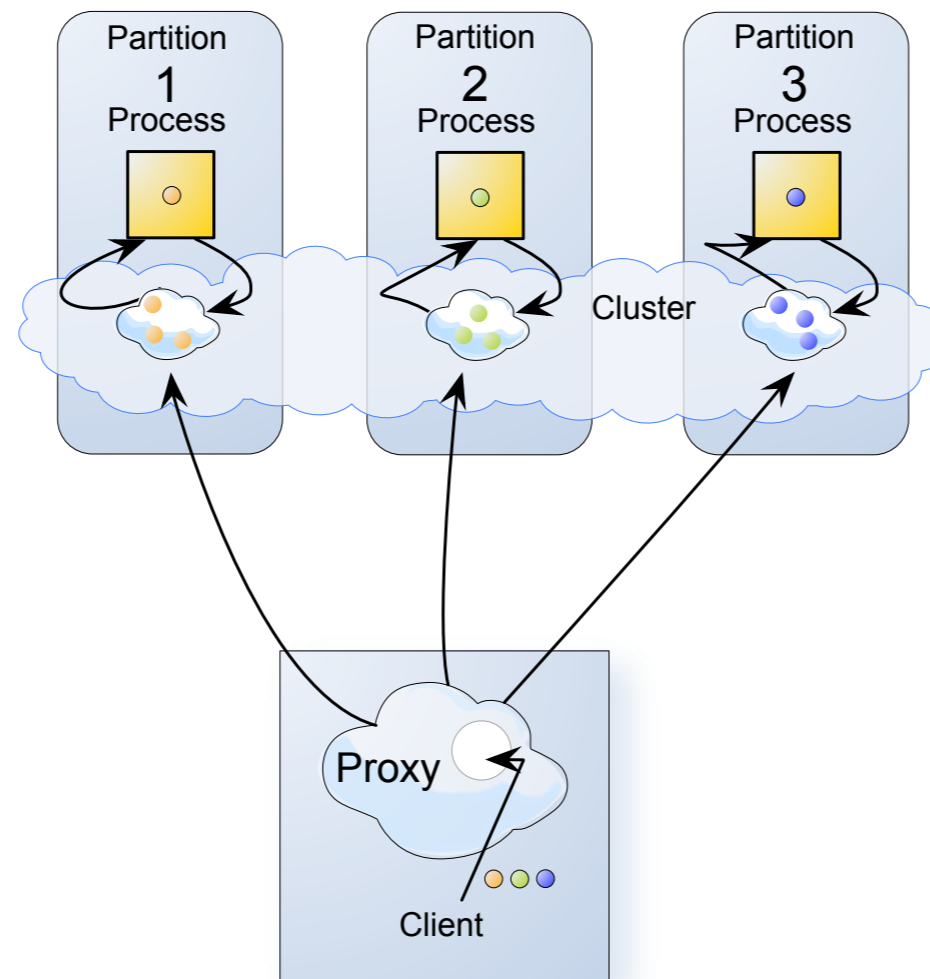 Partition
1
Process
Partition
2
Process
Partition
3
Process
Cluster
Proxy
Client